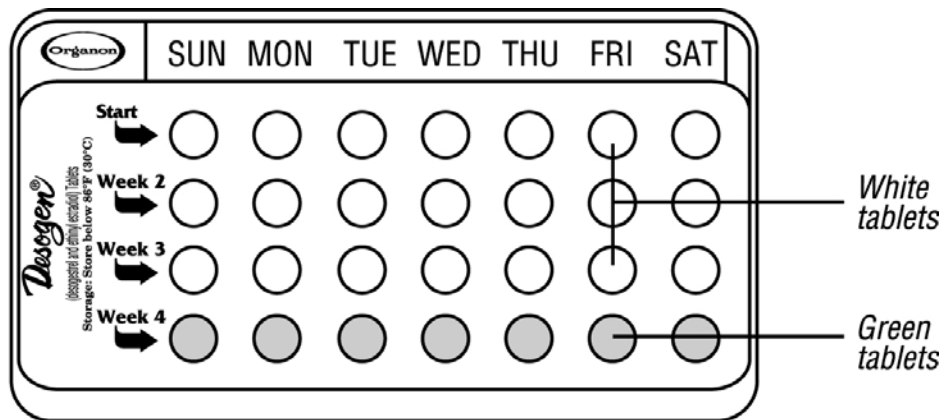 Organon
SUN MON TUE WED THU FRI SAT
Start
Week 2
Week 3
Week 4
Desogen®
(desogestrel and ethinyl estradiol) Tablets
Storage: Store below 86°F (30°C)
White
tablets
Green
tablets